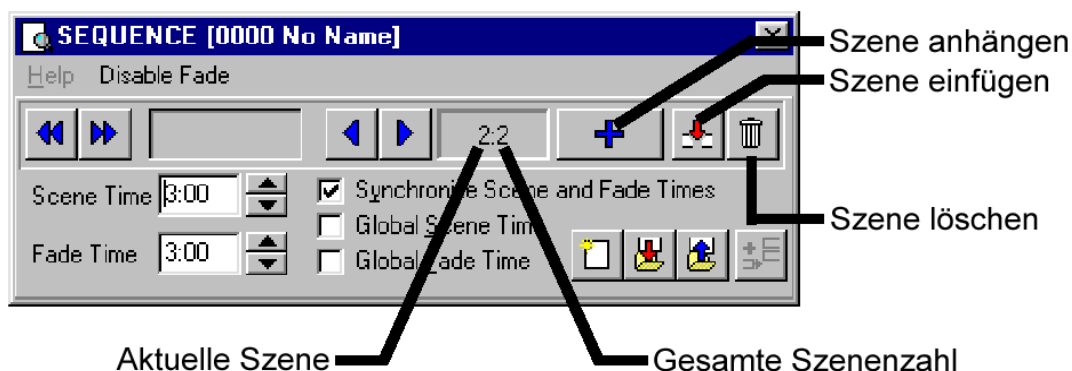 SEQUENCE [0000 No Name]
Szene anhängen
Help Disable Fade
Szene einfügen
2:2
Scene Time 3:00
Synchronise Scene and Fade Times
Global Scene Time
Szene löschen
Fade Time 3:00
Global Fade Time
Aktuelle Szene
Gesamte Szenenzahl